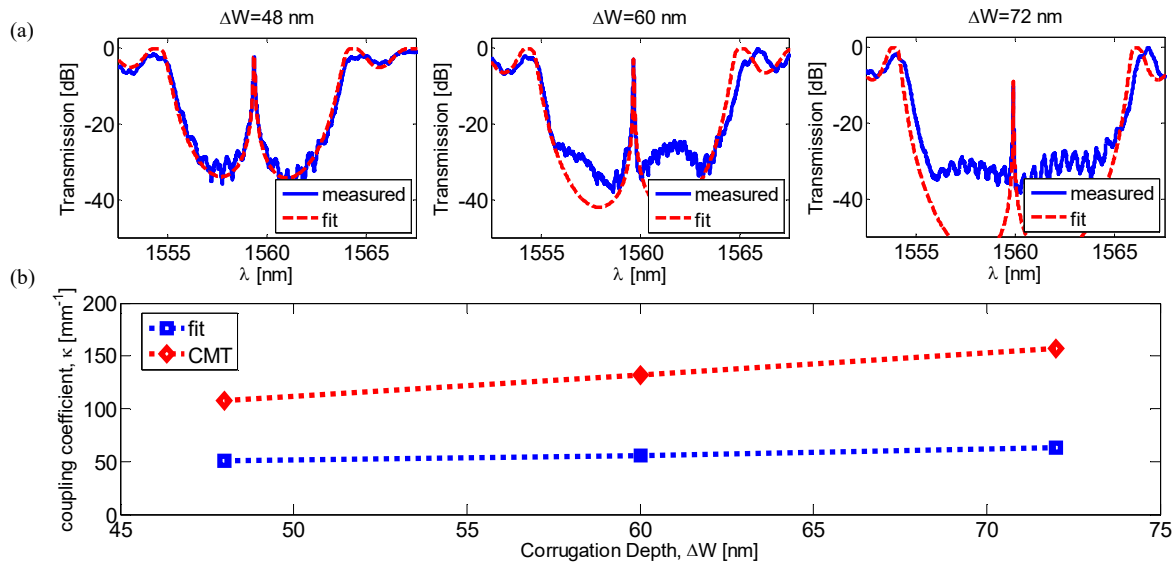 (a)
ΔW=48 nm
ΔW=60 nm
ΔW=72 nm
Transmission [dB]
0
-20
-40
1555
1560
1565
λ [nm]
measured
fit
Transmission [dB]
0
-20
-40
1555
1560
1565
λ [nm]
measured
fit
Transmission [dB]
0
-20
-40
1555
1560
1565
λ [nm]
measured
fit
(b)
coupling coefficient, κ [mm⁻¹]
200
150
100
50
0
fit
CMT
45
50
55
60
65
70
75
Corrugation Depth, ΔW [nm]